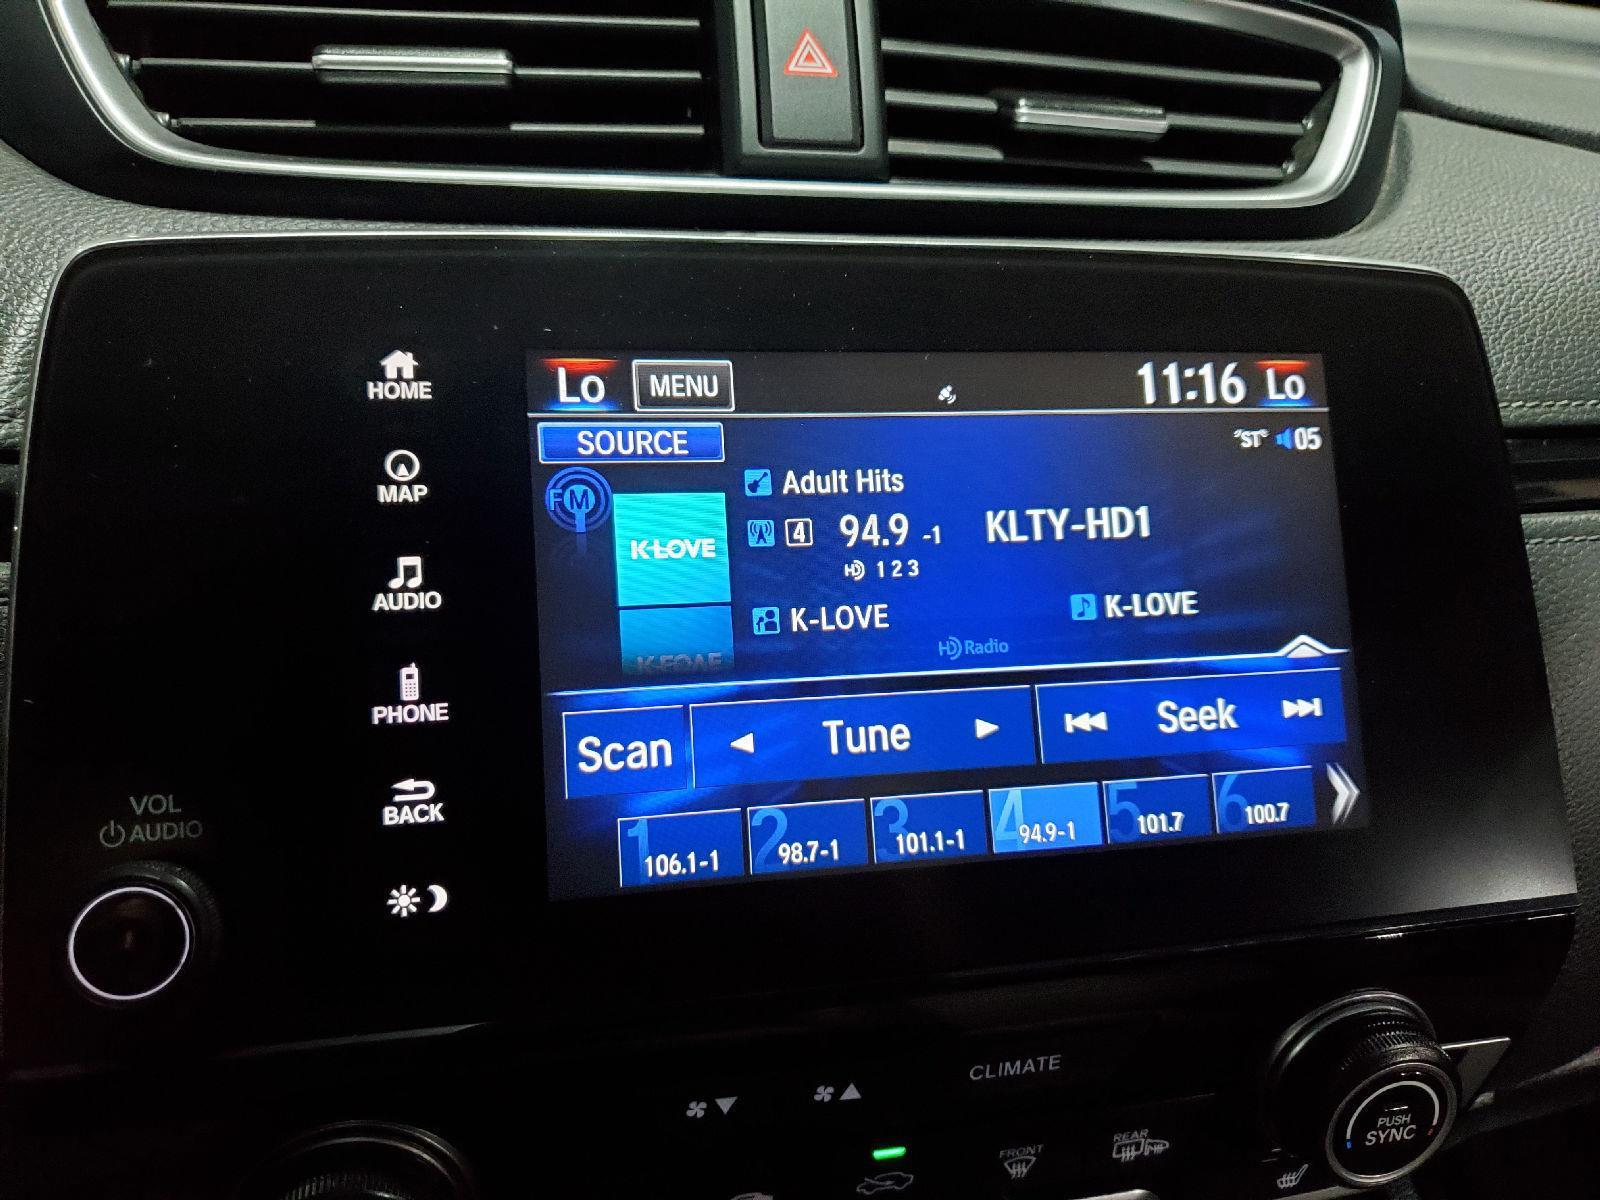 HOME
MAP
AUDIO
PHONE
BACK
VOL
AUDIO
Lo MENU 11:16 Lo
SOURCE "ST" 05
FM
K-LOVE
Adult Hits
4 94.9 -1 KLTY-HD1
HD 1 2 3
K-LOVE K-LOVE
HD Radio
Scan Tune Seek
1 106.1-1
2 98.7-1
3 101.1-1
4 94.9-1
5 101.7
6 100.7
CLIMATE
FRONT
REAR
PUSH
SYNC